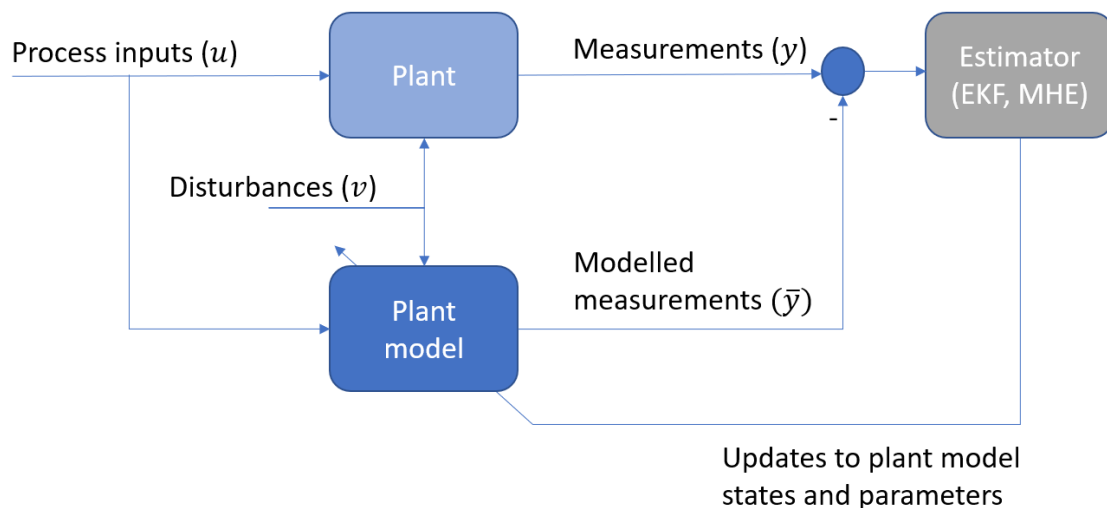 Process inputs (𝑢)
Plant
Measurements (𝑦)
Estimator
(EKF, MHE)
-
Disturbances (𝑣)
Plant
model
Modelled
measurements (𝑦̅)
Updates to plant model
states and parameters